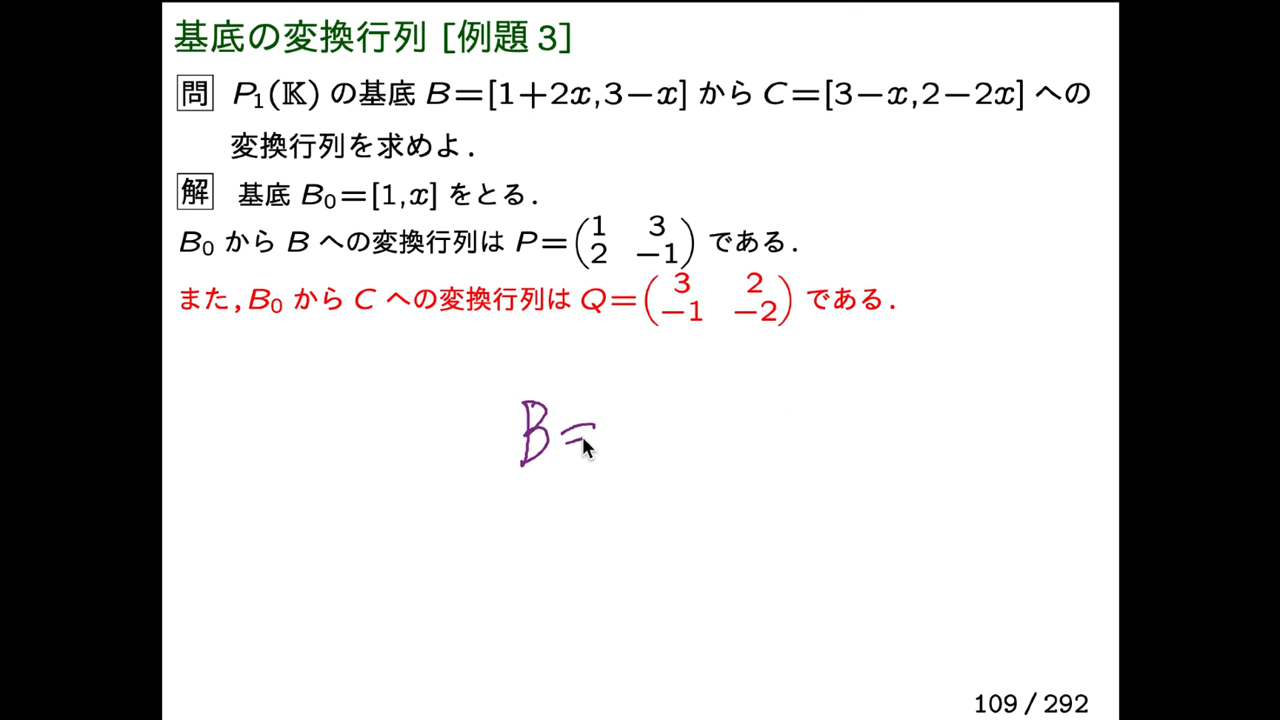 基底の変換行列 [例題 3]
問 P₁(𝕂) の基底 B=[1+2x,3−x] から C=[3−x,2−2x] への
変換行列を求めよ.
解 基底 B₀=[1,x] をとる.
B₀ から B への変換行列は P=(1 3 2 −1) である.
また,B₀ から C への変換行列は Q=(3 2 −1 −2) である.
B=
109 / 292